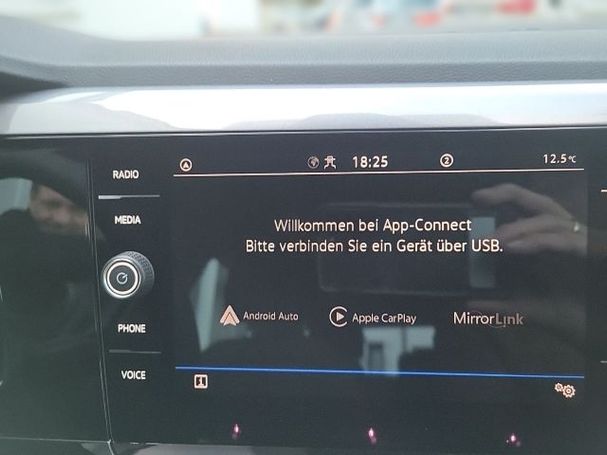 RADIO
MEDIA
PHONE
VOICE
18:25
2
12.5°C
Willkommen bei App-Connect
Bitte verbinden Sie ein Gerät über USB.
Android Auto
Apple CarPlay
MirrorLink